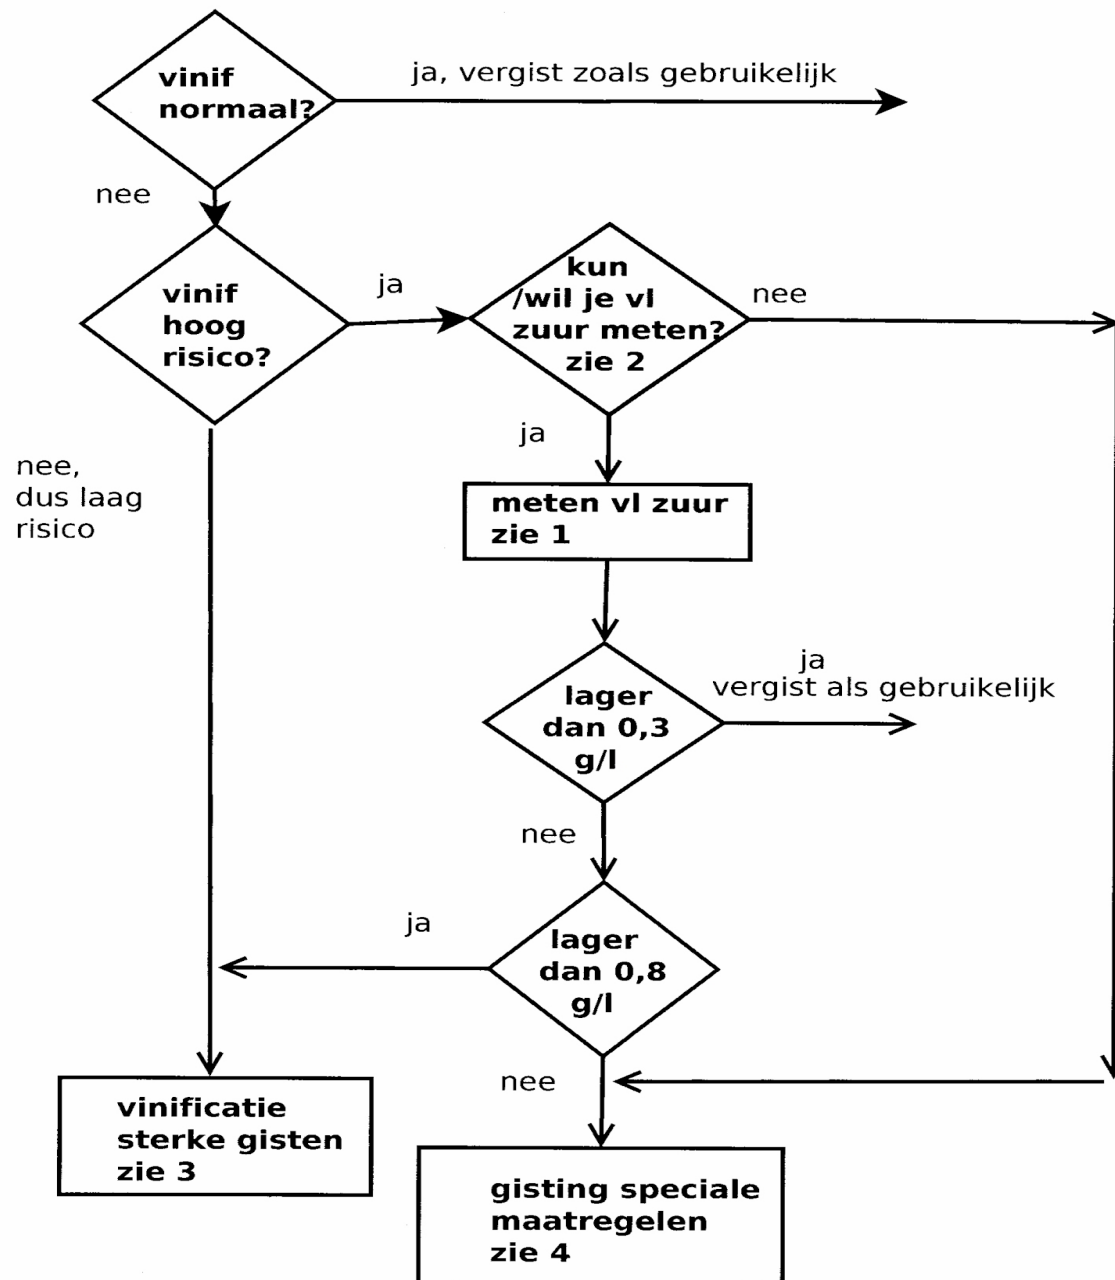 vinif
normaal?
ja, vergist zoals gebruikelijk
nee
vinif
hoog
risico?
ja
kun
/wil je vl
zuur meten?
zie 2
nee
ja
nee,
dus laag
risico
meten vl zuur
zie 1
lager
dan 0,3
g/l
ja
vergist als gebruikelijk
nee
lager
dan 0,8
g/l
ja
nee
vinificatie
sterke gisten
zie 3
gisting speciale
maatregelen
zie 4